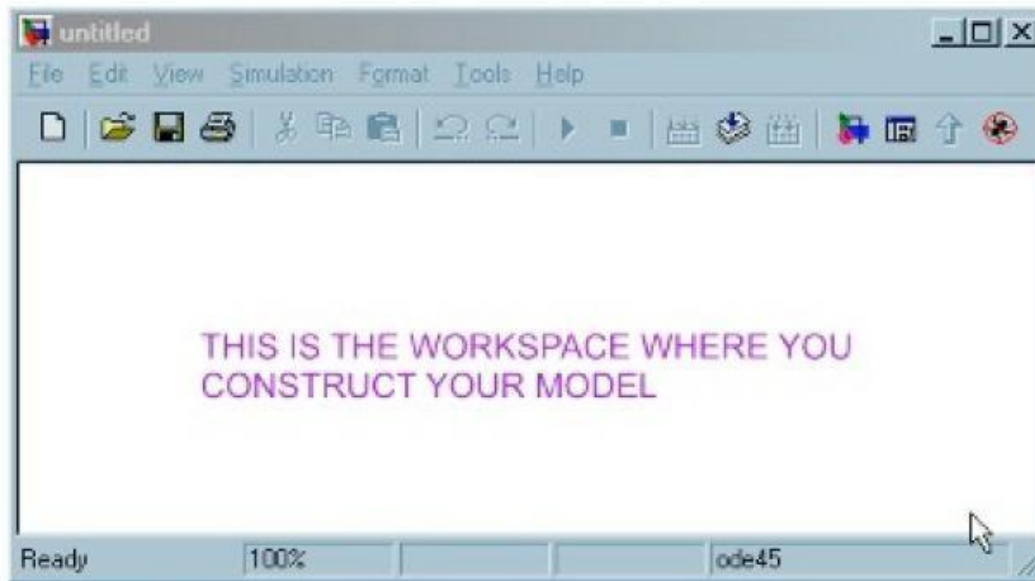 untitled
File Edit View Simulation Format Tools Help
THIS IS THE WORKSPACE WHERE YOU
CONSTRUCT YOUR MODEL
Ready 100% ode45